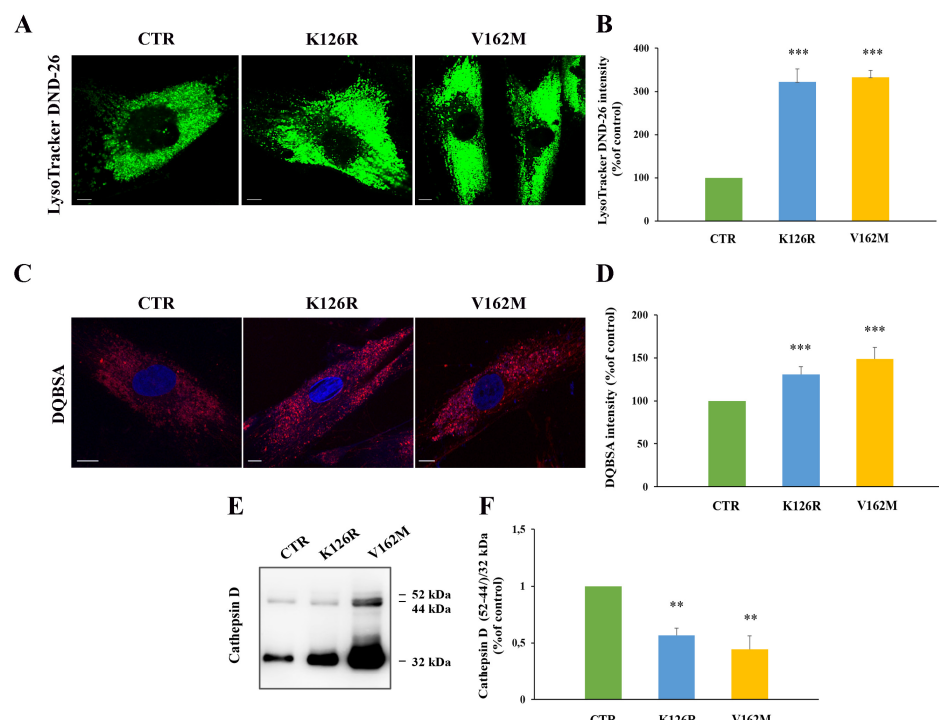 A
CTR
K126R
V162M
LysoTracker DND-26
B
LysoTracker DND-26 intensity
(%of control)
400
300
200
100
0
***
***
CTR
K126R
V162M
C
CTR
K126R
V162M
DQBSA
D
DQBSA intensity (%of control)
200
150
100
50
0
***
***
CTR
K126R
V162M
E
CTR
K126R
V162M
Cathepsin D
52 kDa
44 kDa
32 kDa
F
Cathepsin D (52-44/)/32 kDa
(%of control)
1,5
1
0,5
0
**
**
CTR
K126R
V162M